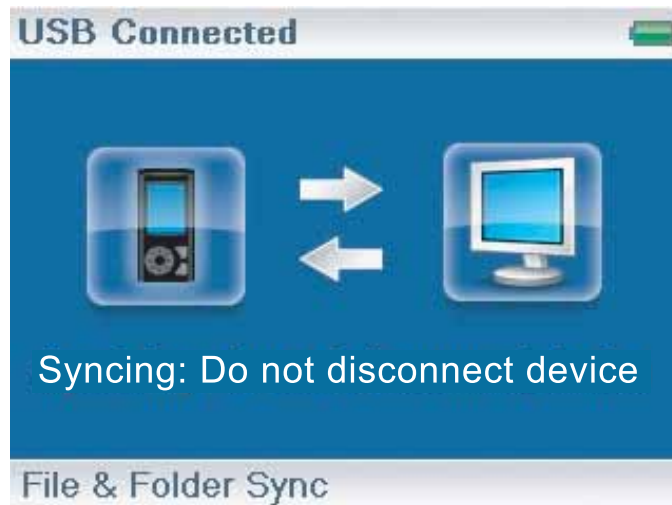 USB Connected
Syncing: Do not disconnect device
File & Folder Sync